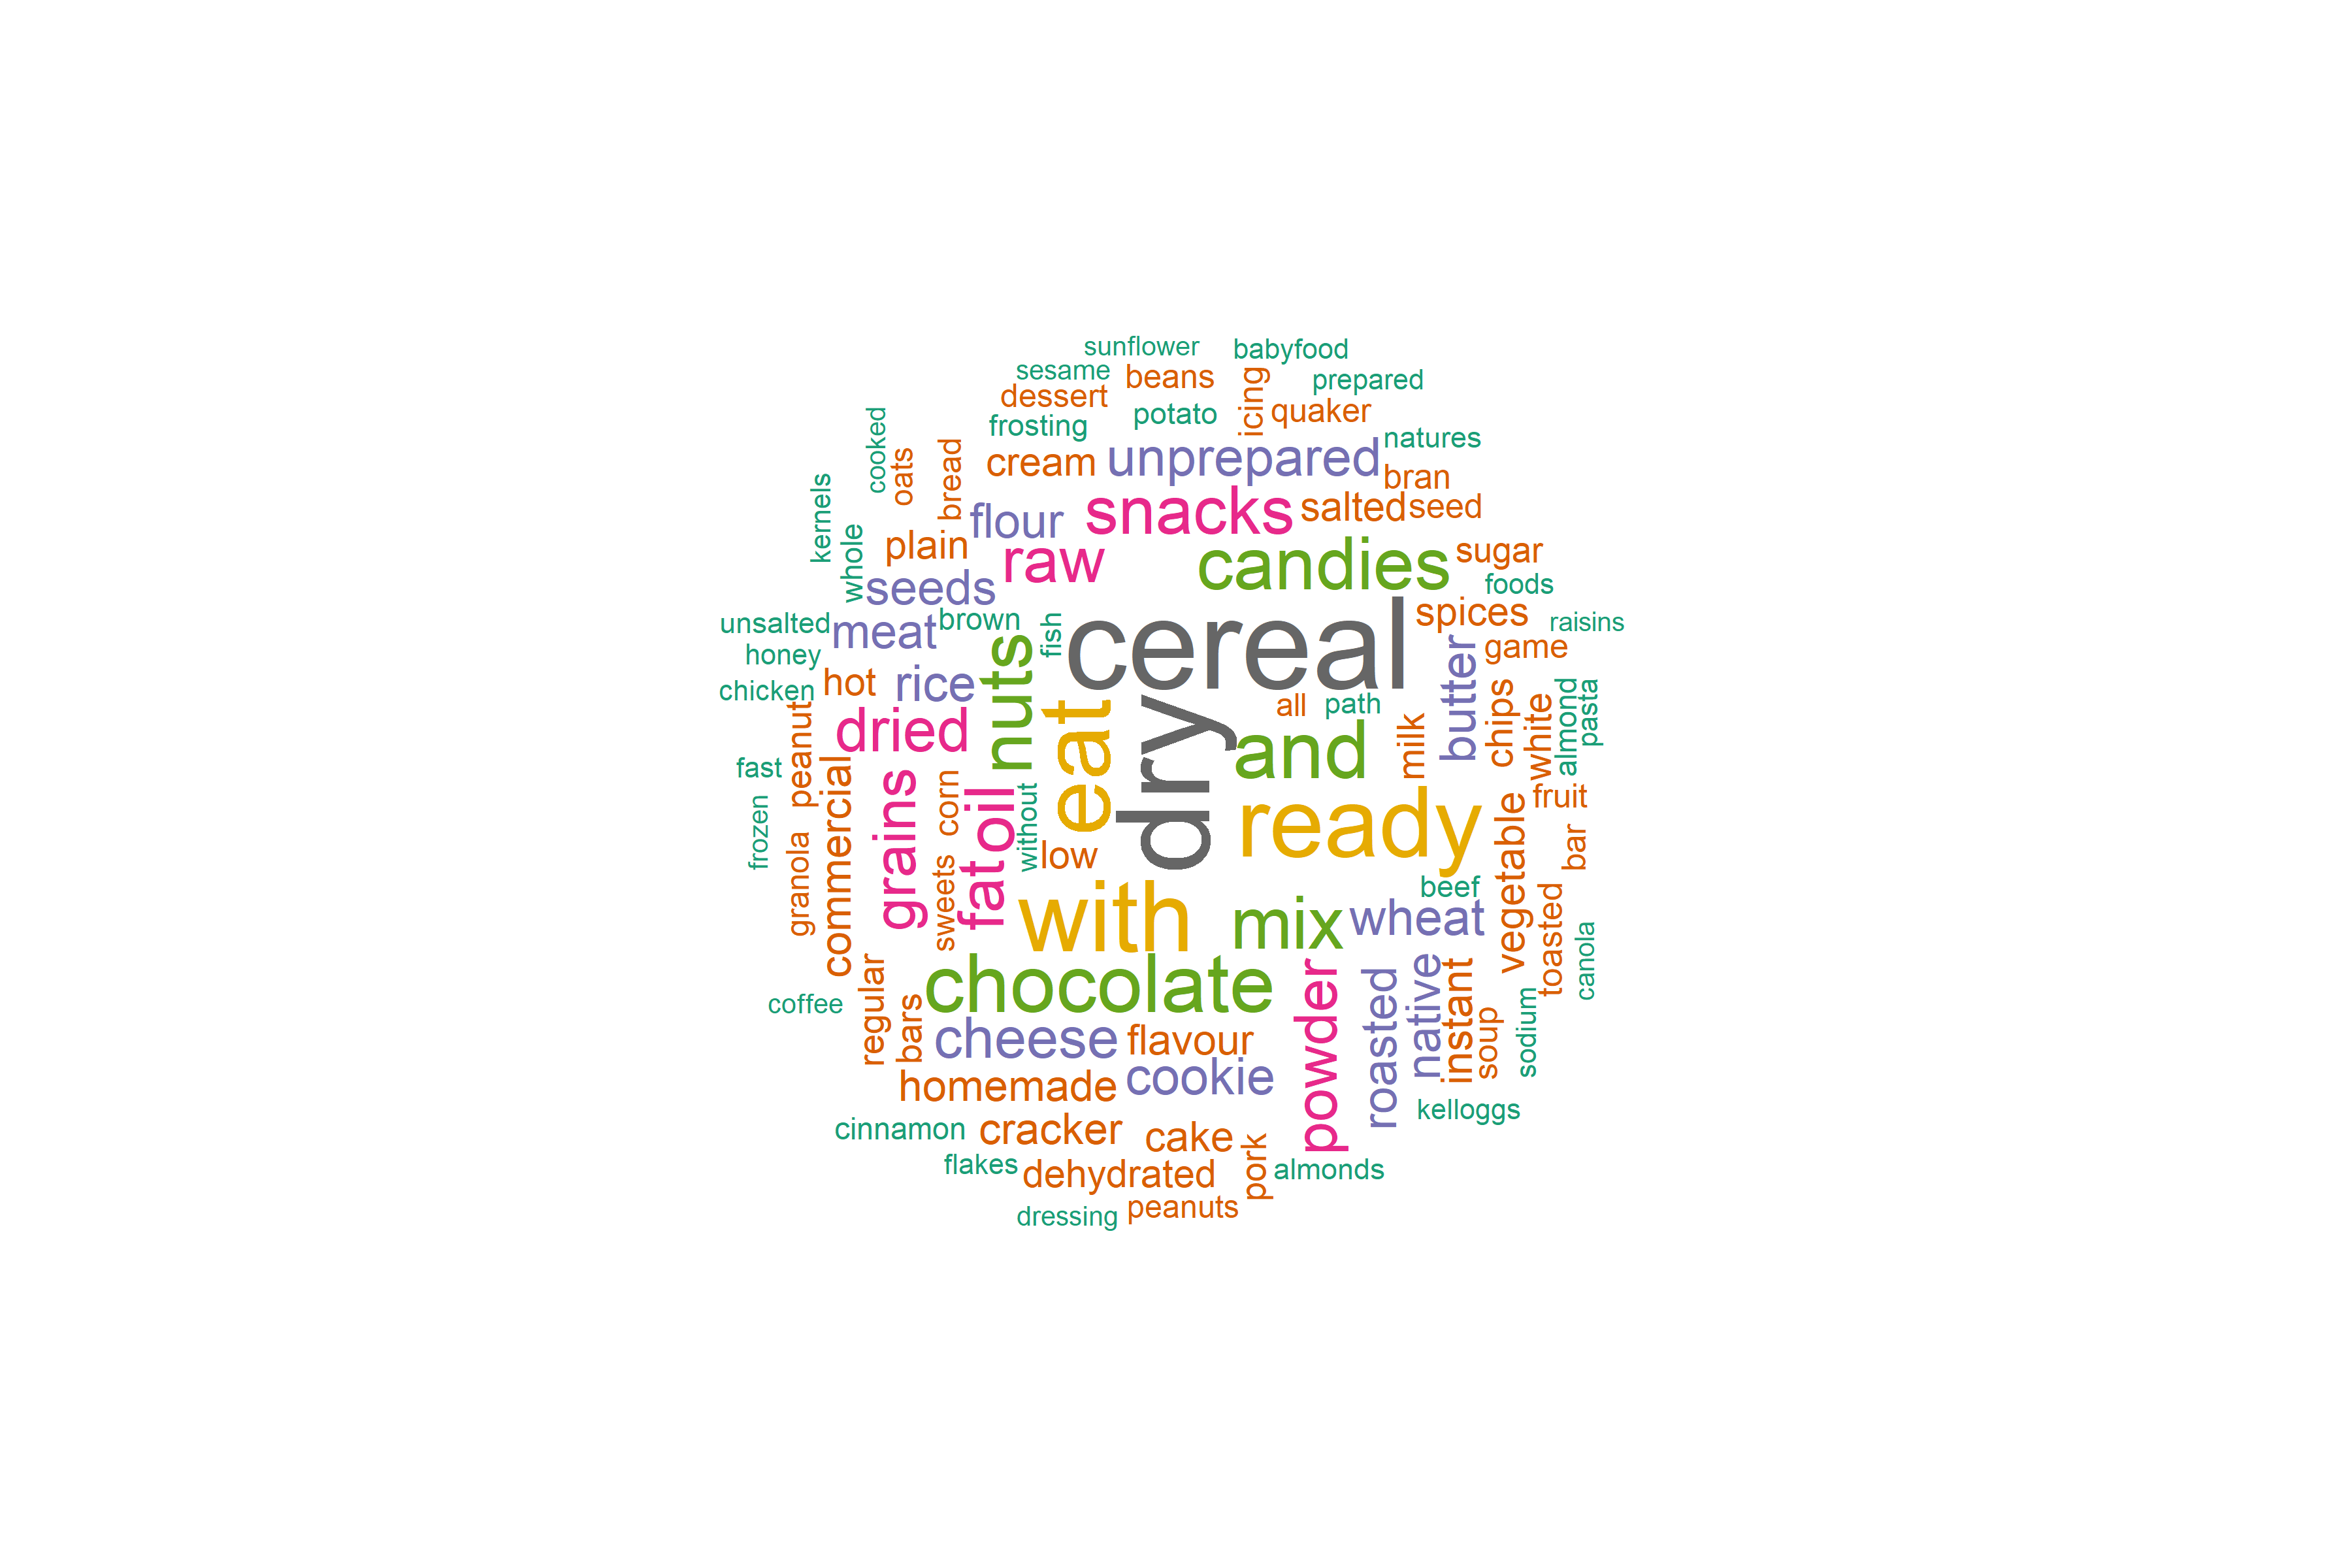 sunflower
babyfood
sesame
beans
icing
prepared
dessert
potato
quaker
frosting
cooked
oats
bread
cream
unprepared
natures
bran
kernels
snacks
salted
seed
flour
whole
plain
raw
candies
sugar
seeds
foods
unsalted
meat
brown
fish
cereal
spices
raisins
honey
nuts
butter
game
chicken
hot
rice
all
path
dried
eat
dry
and
milk
chips
white
almond
pasta
peanut
fast
commercial
grains
corn
oil
without
ready
vegetable
fruit
frozen
granola
sweets
fat
low
bar
with
mix
beef
wheat
toasted
canola
regular
bars
chocolate
coffee
powder
roasted
native
instant
soup
sodium
cheese
flavour
homemade
cookie
kelloggs
cinnamon
cracker
cake
pork
flakes
dehydrated
almonds
dressing
peanuts